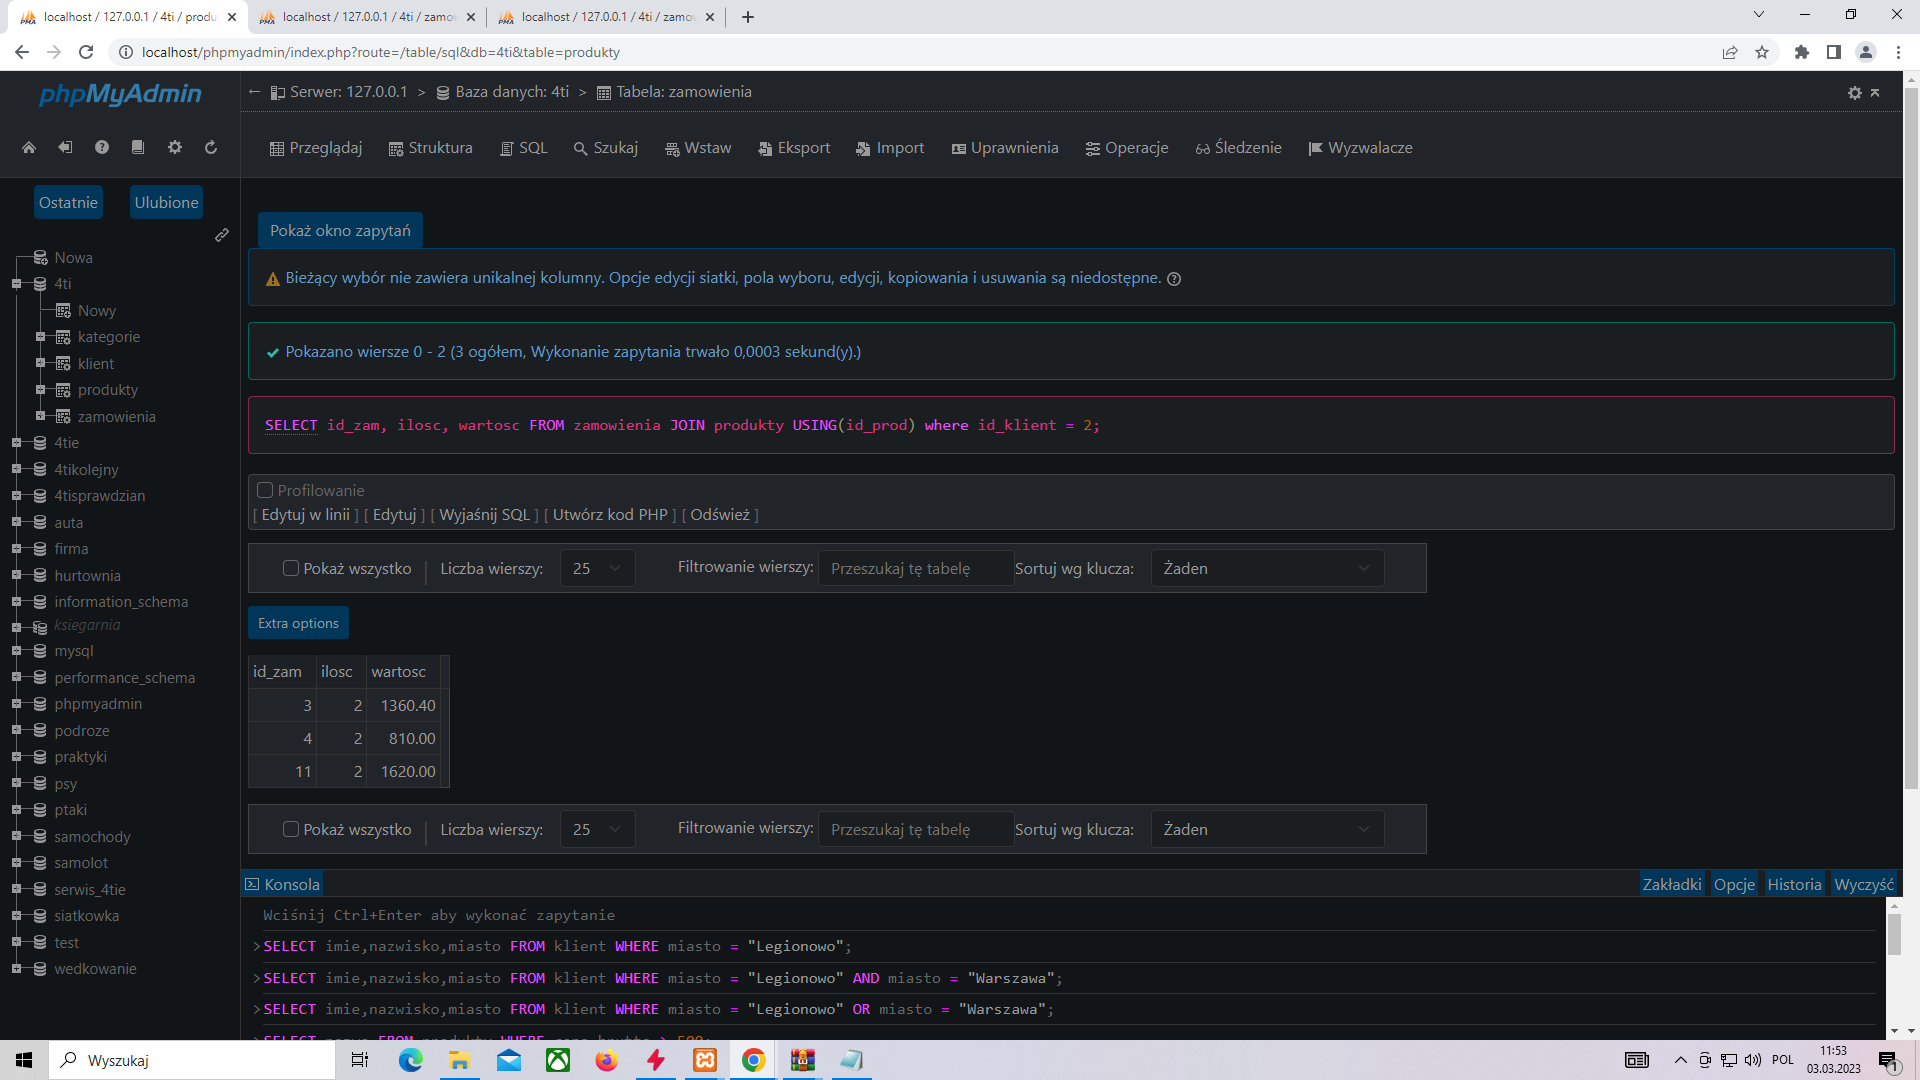 localhost / 127.0.0.1 / 4ti / produ
localhost / 127.0.0.1 / 4ti / zamow
localhost / 127.0.0.1 / 4ti / zamo
localhost/phpmyadmin/index.php?route=/table/sql&db=4ti&table=produkty
phpMyAdmin
Serwer: 127.0.0.1 > Baza danych: 4ti > Tabela: zamowienia
Przeglądaj Struktura SQL Szukaj Wstaw Eksport Import Uprawnienia Operacje Śledzenie Wyzwalacze
Ostatnie Ulubione
Nowa
4ti
Nowy
kategorie
klient
produkty
zamowienia
4tie
4tikolejny
4tisprawdzian
auta
firma
hurtownia
information_schema
ksiegarnia
mysql
performance_schema
phpmyadmin
podroze
praktyki
psy
ptaki
samochody
samolot
serwis_4tie
siatkowka
test
wedkowanie
Pokaż okno zapytań
Bieżący wybór nie zawiera unikalnej kolumny. Opcje edycji siatki, pola wyboru, edycji, kopiowania i usuwania są niedostępne.
Pokazano wiersze 0 - 2 (3 ogółem, Wykonanie zapytania trwało 0,0003 sekund(y).)
SELECT id_zam, ilosc, wartosc FROM zamowienia JOIN produkty USING(id_prod) where id_klient = 2;
Profilowanie
[ Edytuj w linii ] [ Edytuj ] [ Wyjaśnij SQL ] [ Utwórz kod PHP ] [ Odśwież ]
Pokaż wszystko | Liczba wierszy: 25 Filtrowanie wierszy: Przeszukaj tę tabelę Sortuj wg klucza: Żaden
Extra options
id_zam ilosc wartosc
3 2 1360.40
4 2 810.00
11 2 1620.00
Pokaż wszystko | Liczba wierszy: 25 Filtrowanie wierszy: Przeszukaj tę tabelę Sortuj wg klucza: Żaden
Konsola Zakładki Opcje Historia Wyczyść
Wciśnij Ctrl+Enter aby wykonać zapytanie
>SELECT imie,nazwisko,miasto FROM klient WHERE miasto = "Legionowo";
>SELECT imie,nazwisko,miasto FROM klient WHERE miasto = "Legionowo" AND miasto = "Warszawa";
>SELECT imie,nazwisko,miasto FROM klient WHERE miasto = "Legionowo" OR miasto = "Warszawa";
Wyszukaj
POL
11:53
03.03.2023
1